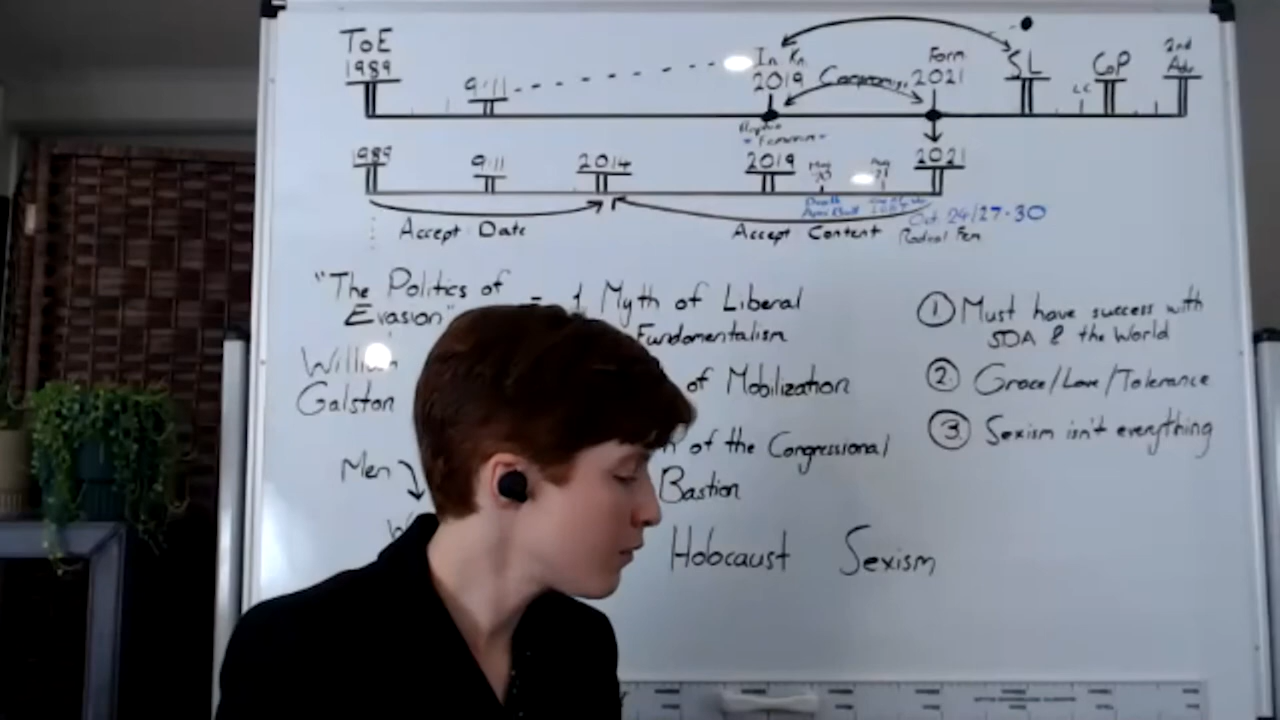 ToE
1989
9/11
In Kn
2019
Compromise
Form
2021
SL
LC
CoP
2nd
Adv.
1989
9/11
2014
2019
2021
Accept Date
Accept Content
Oct 24/27-30
Radical Fem
"The Politics of
Evasion"
= 1 Myth of Liberal
Fundamentalism
Galston
of Mobilization
of the Congressional
Bastion
Men
Holocaust Sexism
① Must have success with
SDA & the World
② Grace/Love/Tolerance
③ Sexism isn't everything